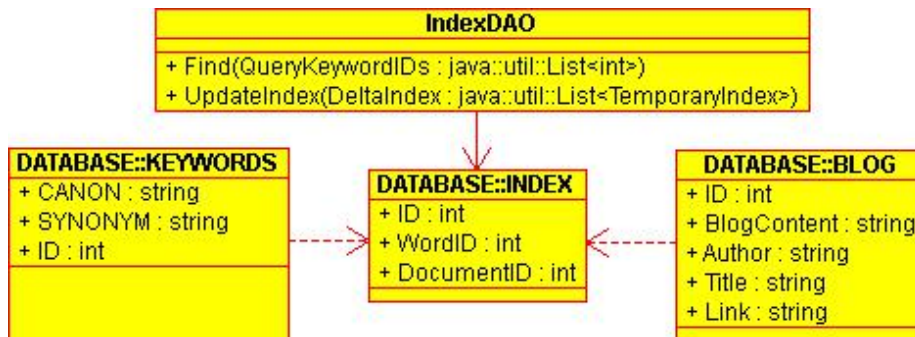 IndexDAO
+ Find(QueryKeywordIDs : java::util::List<int>)
+ UpdateIndex(DeltaIndex : java::util::List<TemporaryIndex>)
DATABASE::KEYWORDS
+ CANON : string
+ SYNONYM : string
+ ID : int
DATABASE::INDEX
+ ID : int
+ WordID : int
+ DocumentID : int
DATABASE::BLOG
+ ID : int
+ BlogContent : string
+ Author : string
+ Title : string
+ Link : string